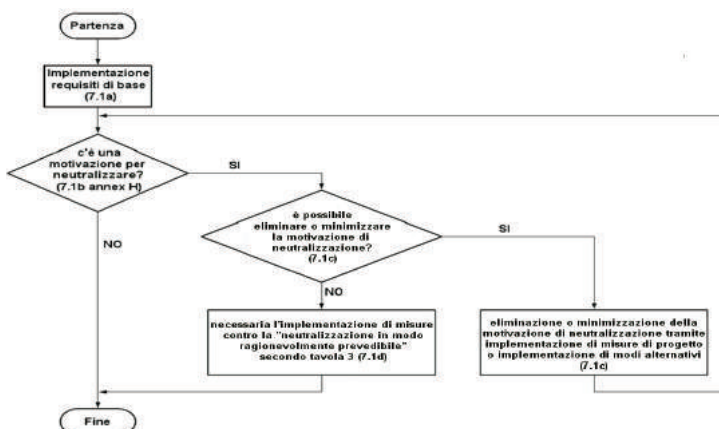 Partenza
Implementazione
requisiti di base
(7.1a)
c'è una
motivazione per
neutralizzare?
(7.1b annex H)
SI
NO
è possibile
eliminare o minimizzare
la motivazione di
neutralizzazione?
(7.1c)
SI
NO
necessaria l'implementazione di misure
contro la "neutralizzazione in modo
ragionevolmente prevedibile"
secondo tavola 3 (7.1d)
eliminazione o minimizzazione della
motivazione di neutralizzazione tramite
implementazione di misure di progetto
o implementazione di modi alternativi
(7.1c)
Fine